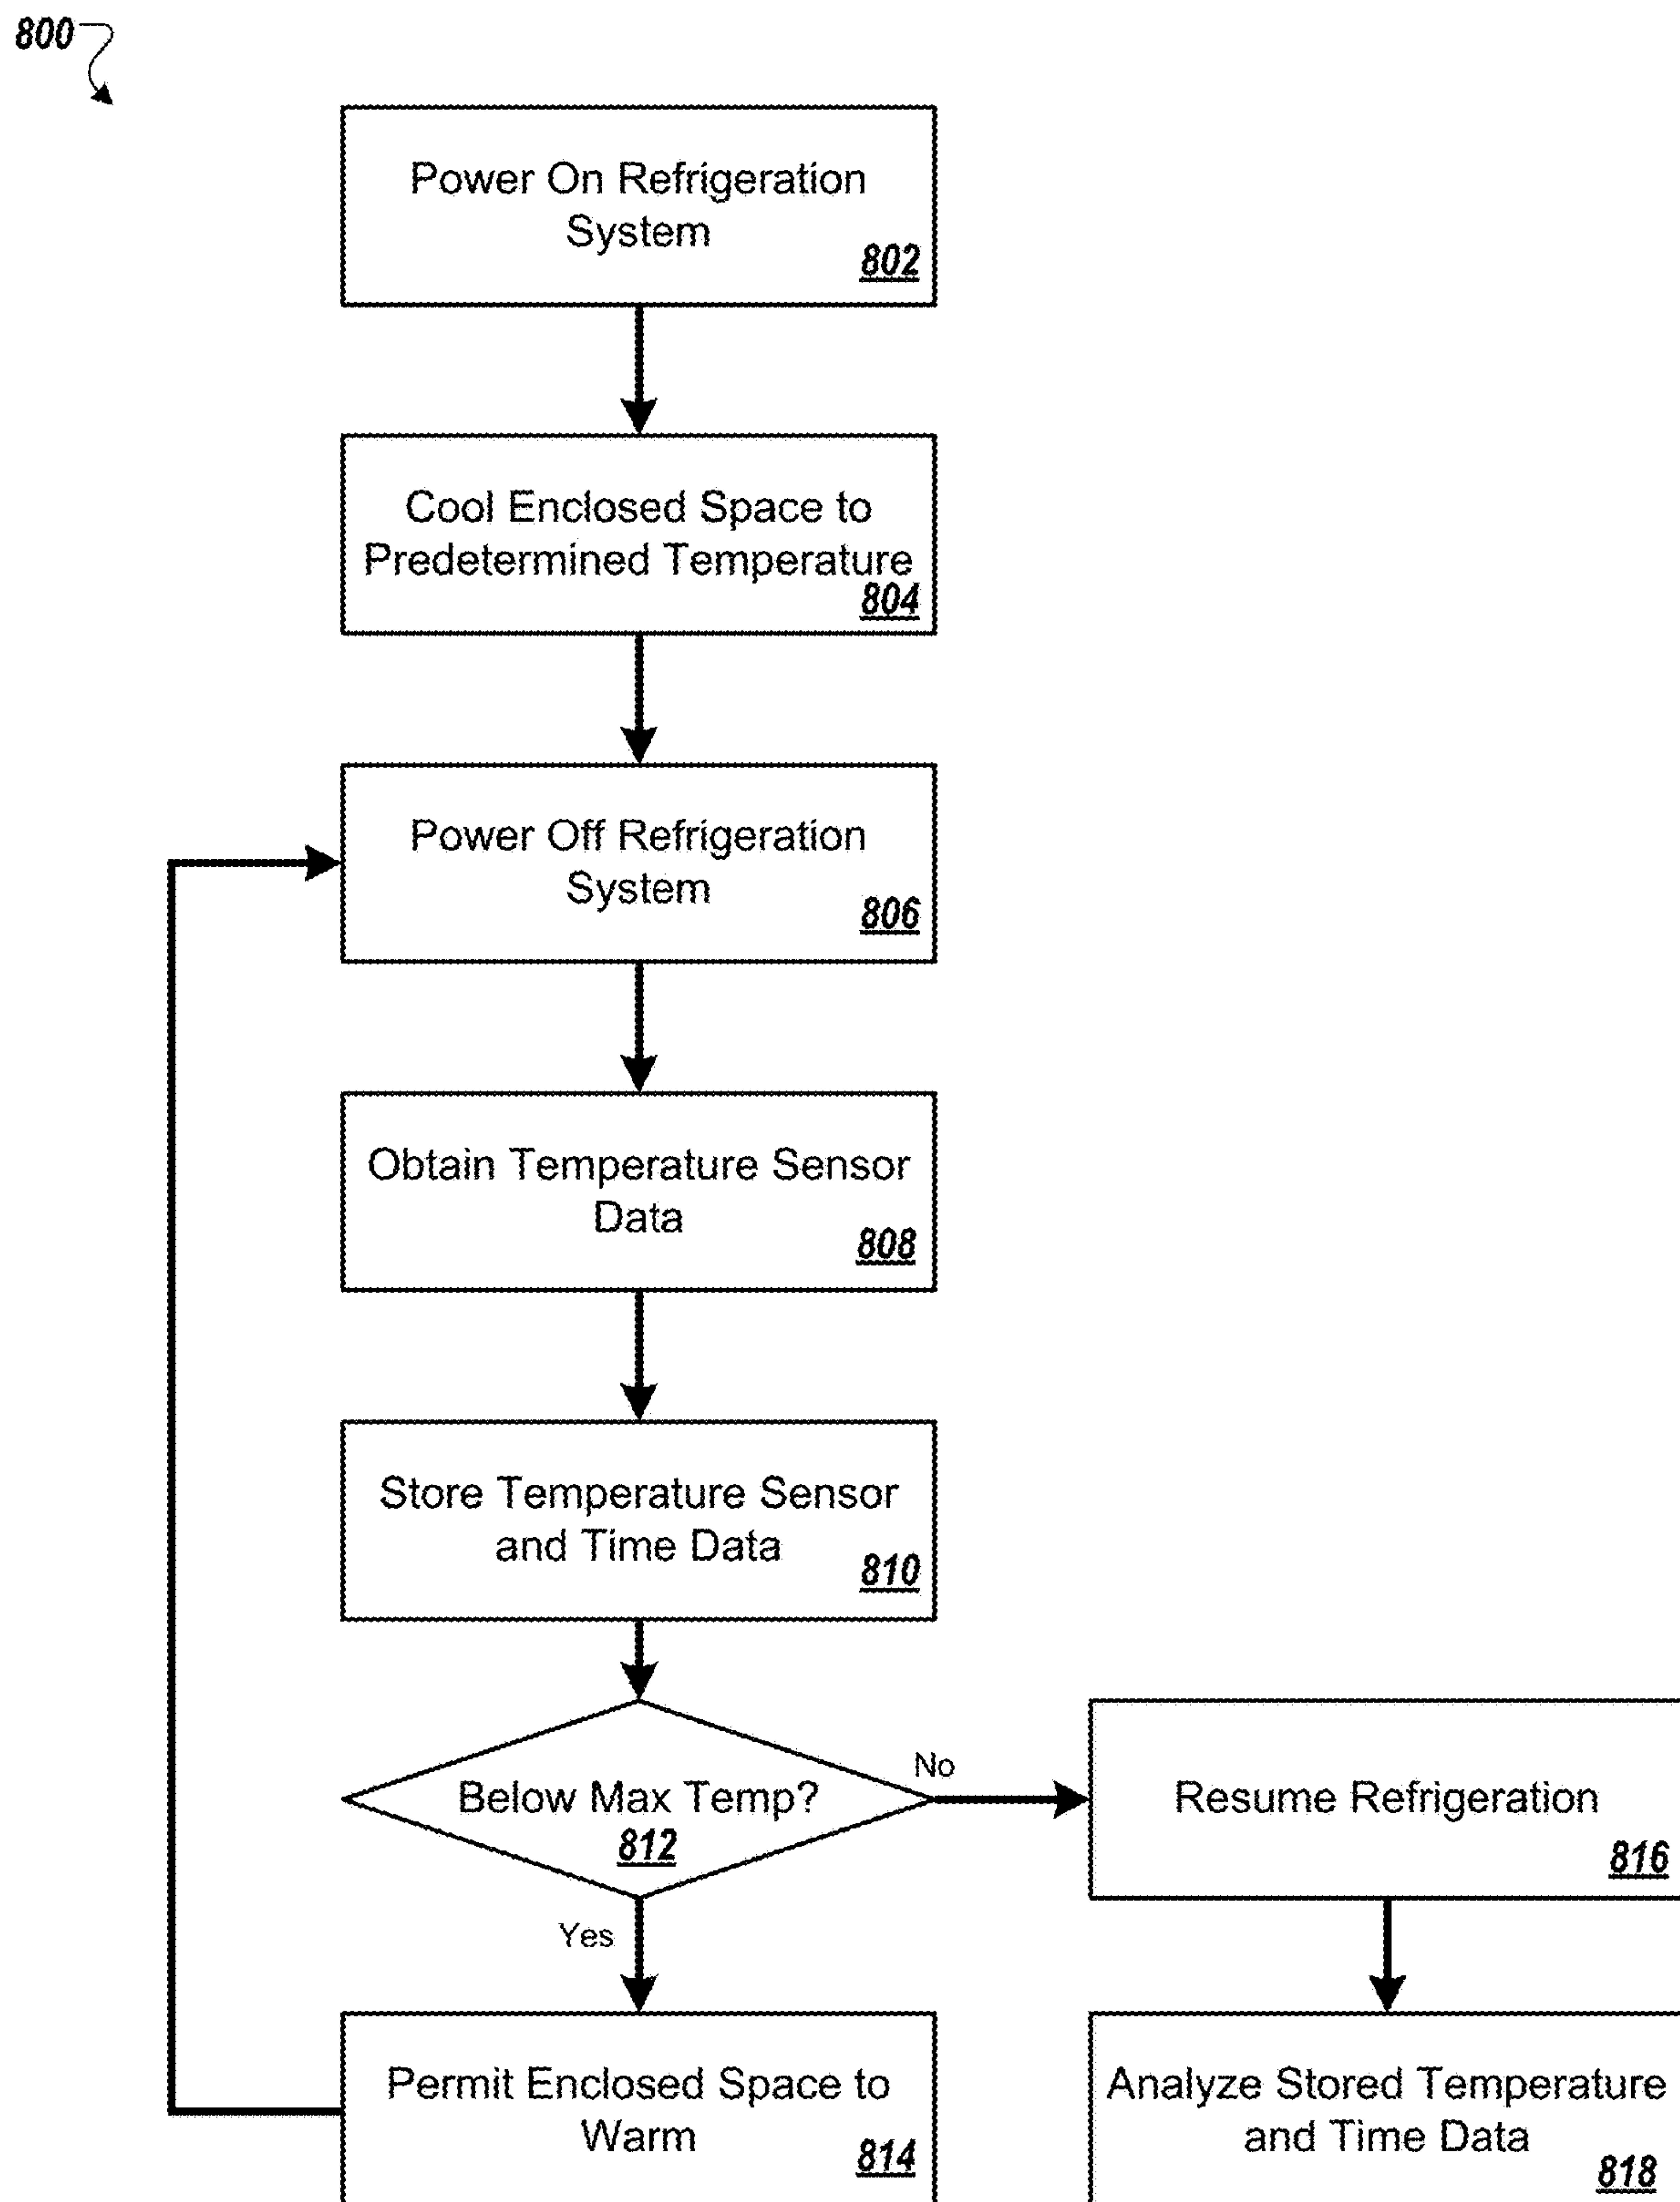 800
Power On Refrigeration
System
802
Cool Enclosed Space to
Predetermined Temperature
804
Power Off Refrigeration
System
806
Obtain Temperature Sensor
Data
808
Store Temperature Sensor
and Time Data
810
Below Max Temp?
812
No
Yes
Resume Refrigeration
816
Permit Enclosed Space to
Warm
814
Analyze Stored Temperature
and Time Data
818